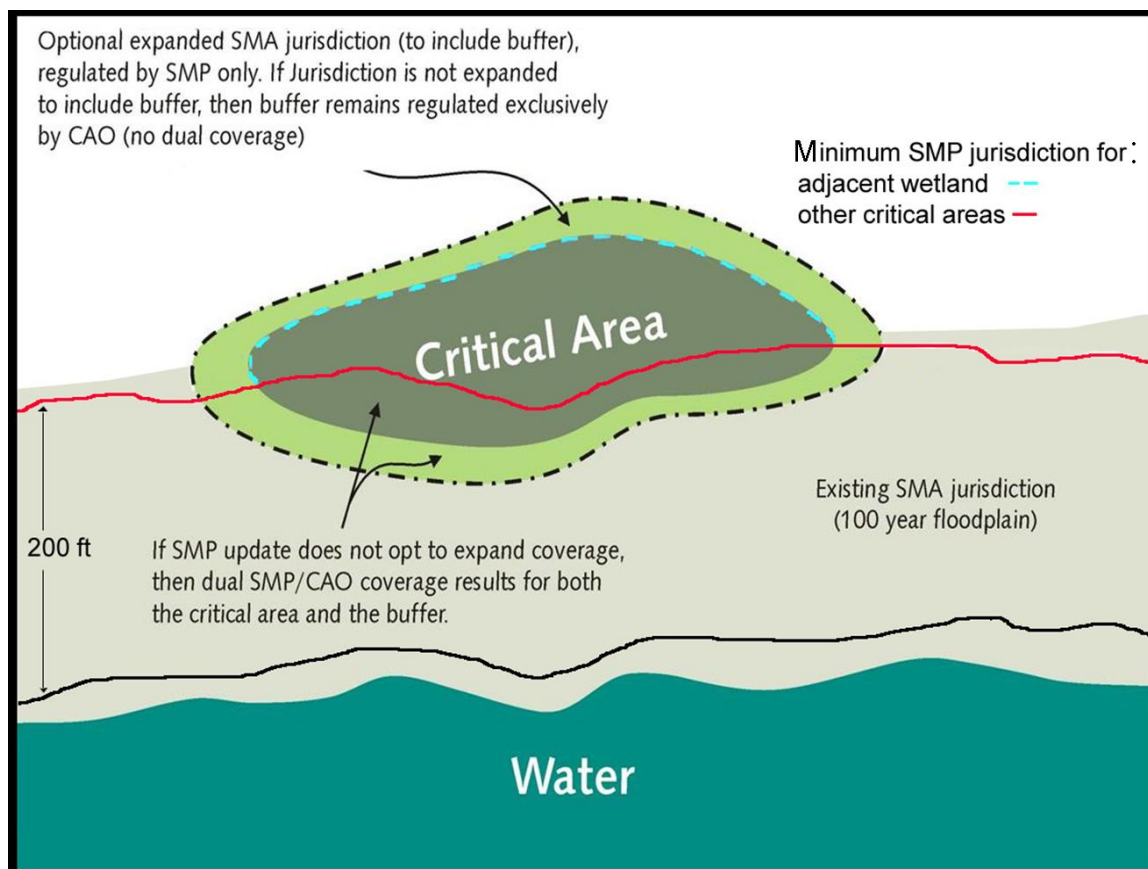 Optional expanded SMA jurisdiction (to include buffer),
regulated by SMP only. If Jurisdiction is not expanded
to include buffer, then buffer remains regulated exclusively
by CAO (no dual coverage)
Minimum SMP jurisdiction for:
adjacent wetland
other critical areas
Critical Area
Existing SMA jurisdiction
(100 year floodplain)
200 ft
If SMP update does not opt to expand coverage,
then dual SMP/CAO coverage results for both
the critical area and the buffer.
Water